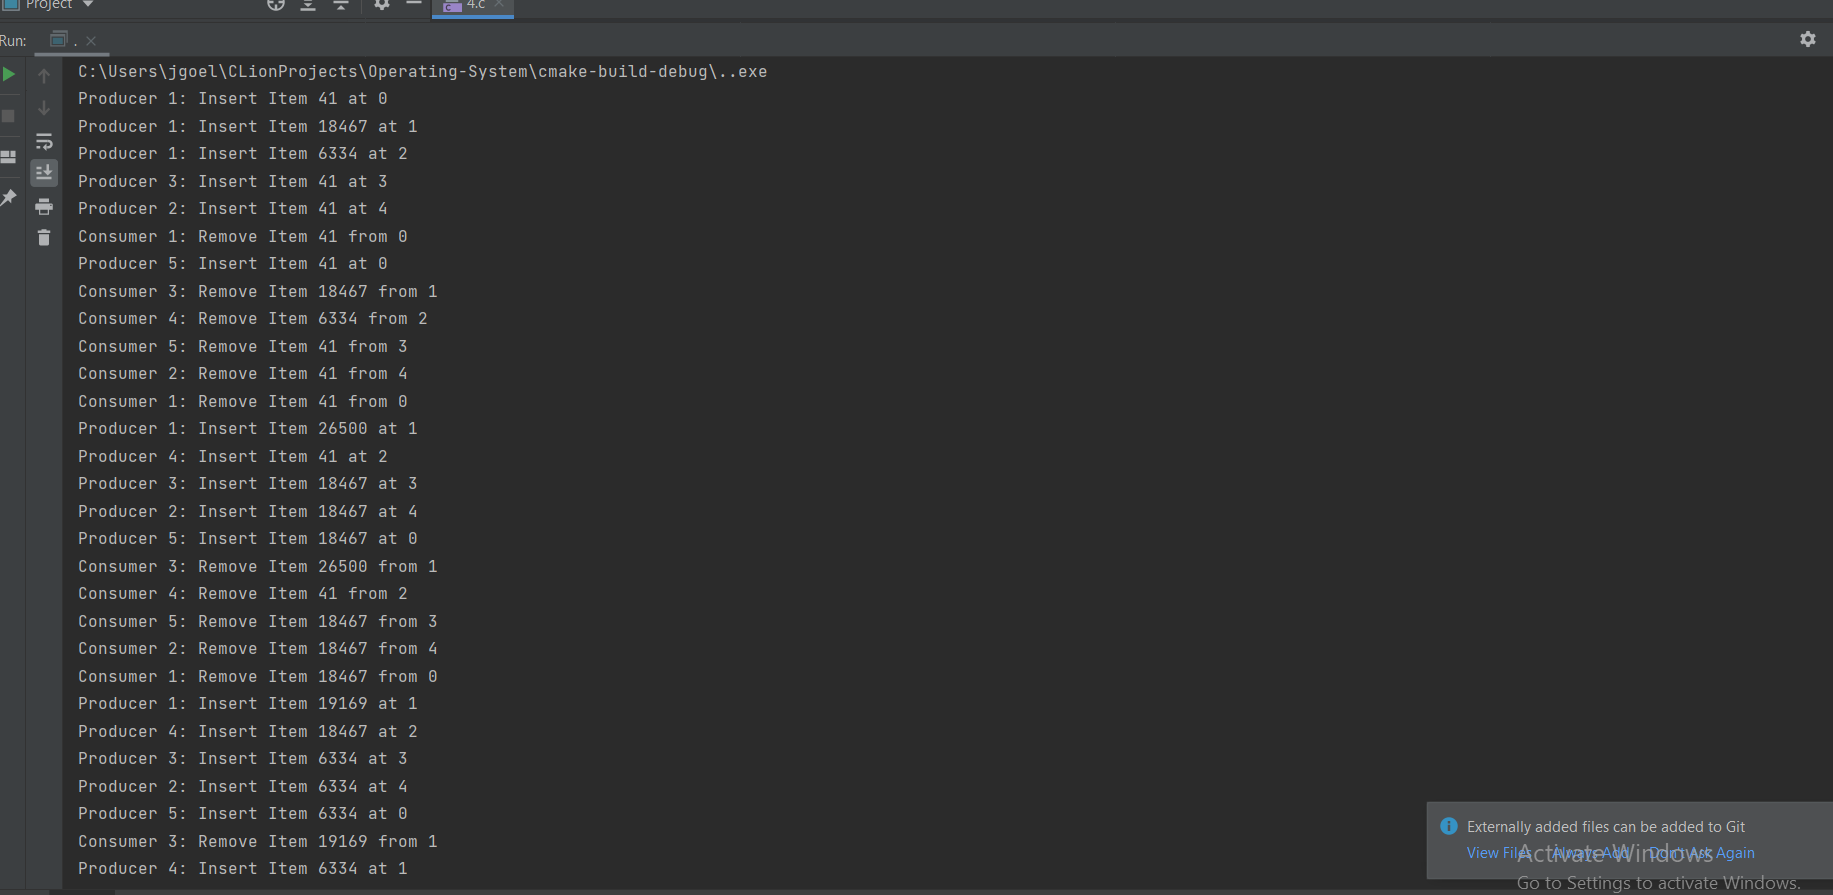 Project
4.c
Run:
.
C:\Users\jgoel\CLionProjects\Operating-System\cmake-build-debug\..exe
Producer 1: Insert Item 41 at 0
Producer 1: Insert Item 18467 at 1
Producer 1: Insert Item 6334 at 2
Producer 3: Insert Item 41 at 3
Producer 2: Insert Item 41 at 4
Consumer 1: Remove Item 41 from 0
Producer 5: Insert Item 41 at 0
Consumer 3: Remove Item 18467 from 1
Consumer 4: Remove Item 6334 from 2
Consumer 5: Remove Item 41 from 3
Consumer 2: Remove Item 41 from 4
Consumer 1: Remove Item 41 from 0
Producer 1: Insert Item 26500 at 1
Producer 4: Insert Item 41 at 2
Producer 3: Insert Item 18467 at 3
Producer 2: Insert Item 18467 at 4
Producer 5: Insert Item 18467 at 0
Consumer 3: Remove Item 26500 from 1
Consumer 4: Remove Item 41 from 2
Consumer 5: Remove Item 18467 from 3
Consumer 2: Remove Item 18467 from 4
Consumer 1: Remove Item 18467 from 0
Producer 1: Insert Item 19169 at 1
Producer 4: Insert Item 18467 at 2
Producer 3: Insert Item 6334 at 3
Producer 2: Insert Item 6334 at 4
Producer 5: Insert Item 6334 at 0
Consumer 3: Remove Item 19169 from 1
Producer 4: Insert Item 6334 at 1
Externally added files can be added to Git
View Files Always Add Don't Ask Again
Activate Windows
Go to Settings to activate Windows.